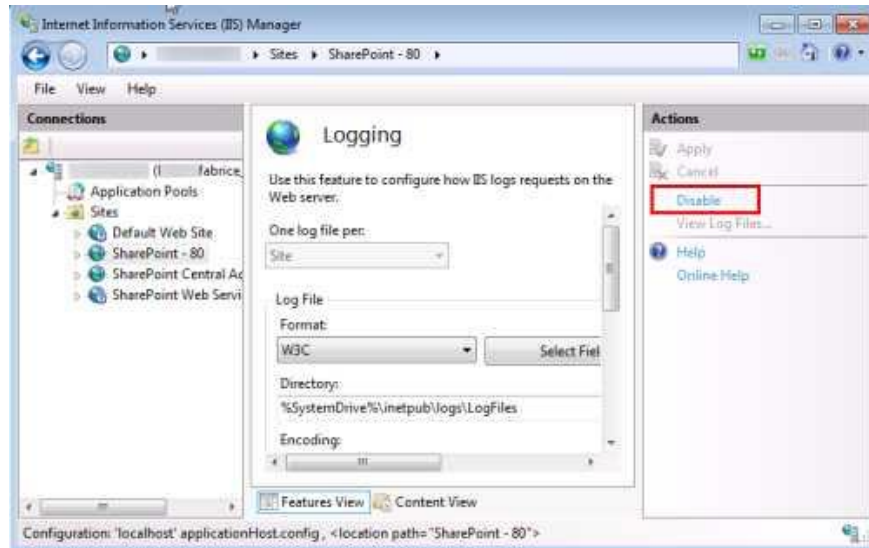 Internet Information Services (IIS) Manager
Sites SharePoint - 80
File View Help
Connections
fabrice
Application Pools
Sites
Default Web Site
SharePoint - 80
SharePoint Central Ad
SharePoint Web Servi
Logging
Use this feature to configure how IIS logs requests on the
Web server.
One log file per:
Site
Log File
Format:
W3C
Select Fiel
Directory:
%SystemDrive%\inetpub\logs\LogFiles
Encoding:
Features View Content View
Actions
Apply
Cancel
Disable
View Log Files...
Help
Online Help
Configuration: 'localhost' applicationHost.config , <location path="SharePoint - 80">